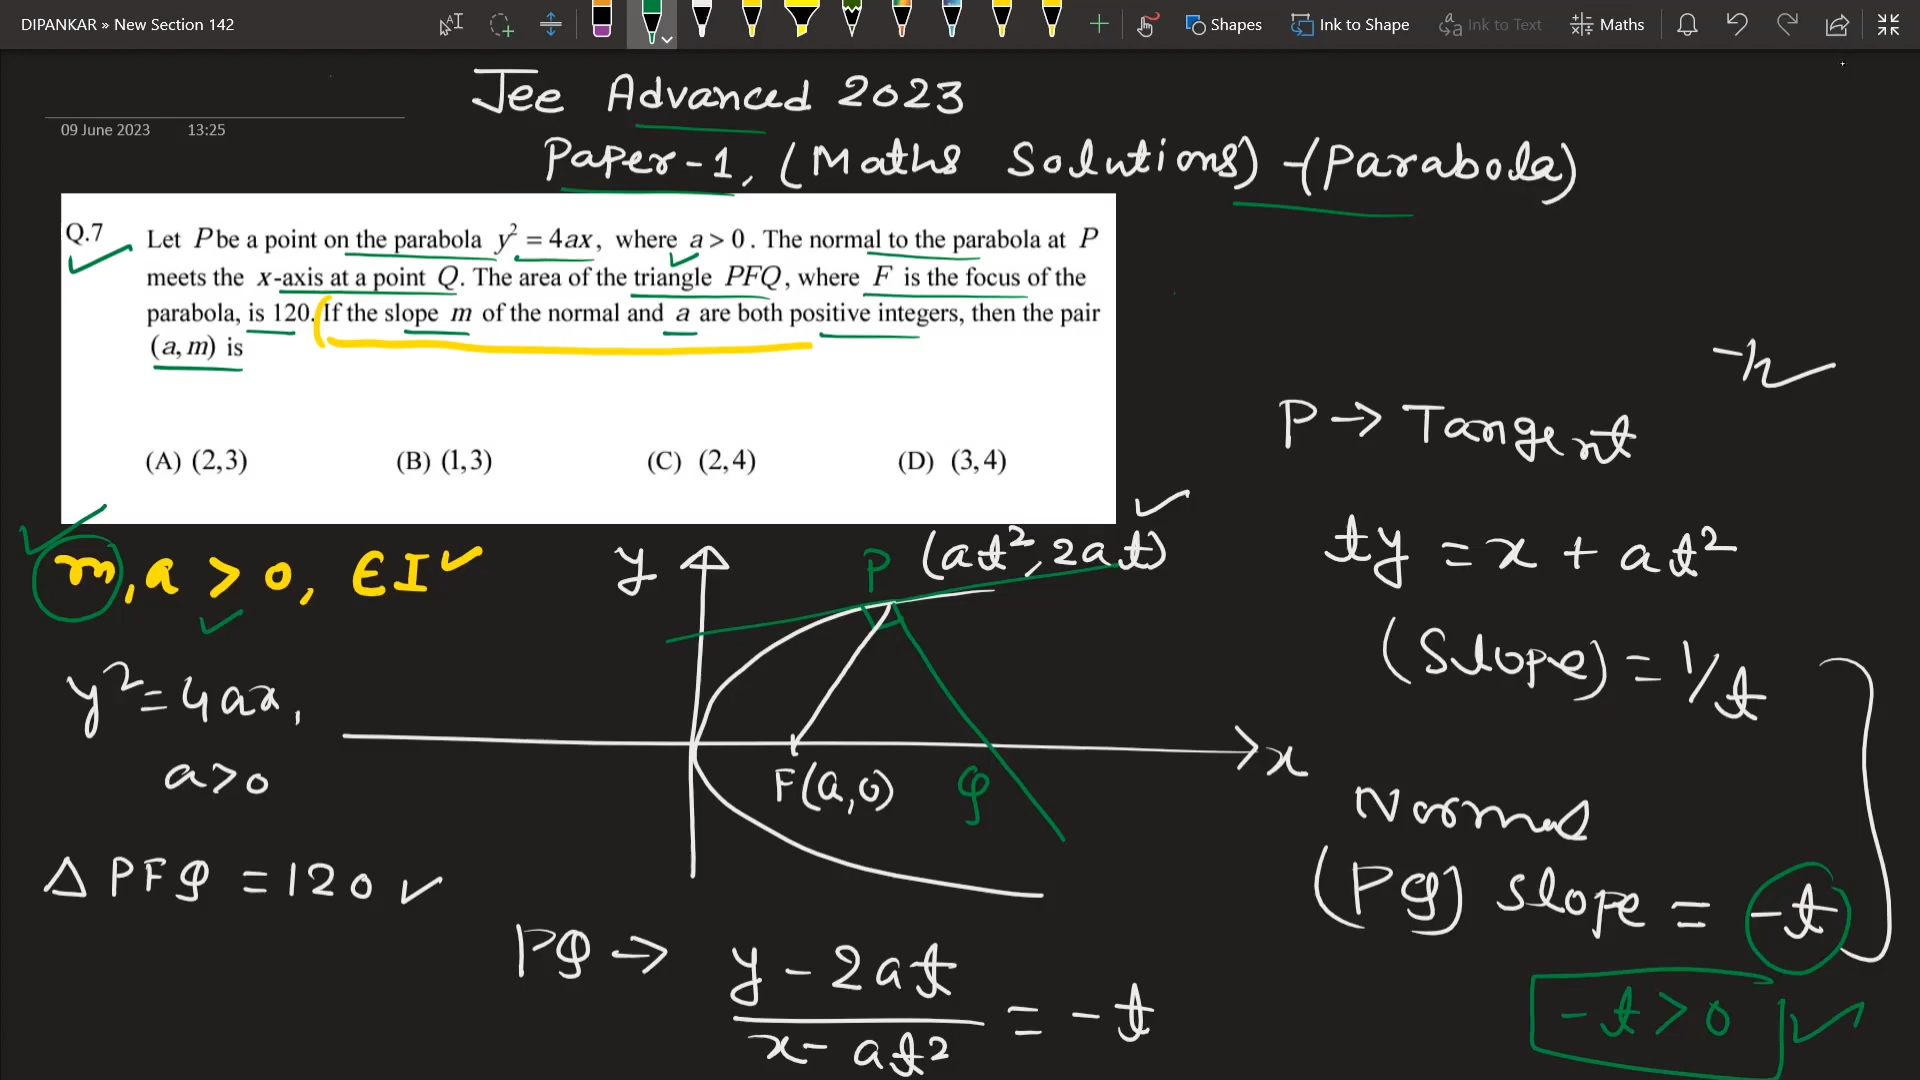 DIPANKAR » New Section 142
Shapes
Ink to Shape
Ink to Text
Maths
Jee Advanced 2023
09 June 2023 13:25
Paper-1, (Maths Solutions) -(Parabola)
Q.7 Let P be a point on the parabola y² = 4ax, where a > 0. The normal to the parabola at P
meets the x-axis at a point Q. The area of the triangle PFQ, where F is the focus of the
parabola, is 120. If the slope m of the normal and a are both positive integers, then the pair
(a, m) is
(A) (2,3) (B) (1,3) (C) (2,4) (D) (3,4)
P → Tangent
m, a > 0, ∈ I
y
P (at², 2at)
ty = x + at²
(Slope) = 1/t
y² = 4ax,
a > 0
F(a,0)
Q
x
Normal
(PQ) slope = -t
Δ PFQ = 120
PQ → y - 2at
x - at²
= -t
-t > 0